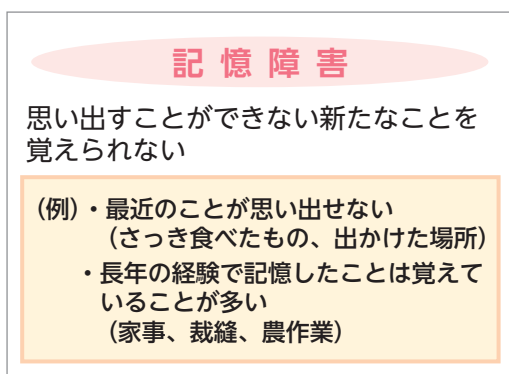 記憶障害
思い出すことができない新たなことを
覚えられない
（例）・最近のことが思い出せない
（さっき食べたもの、出かけた場所）
・長年の経験で記憶したことは覚えて
いることが多い
（家事、裁縫、農作業）